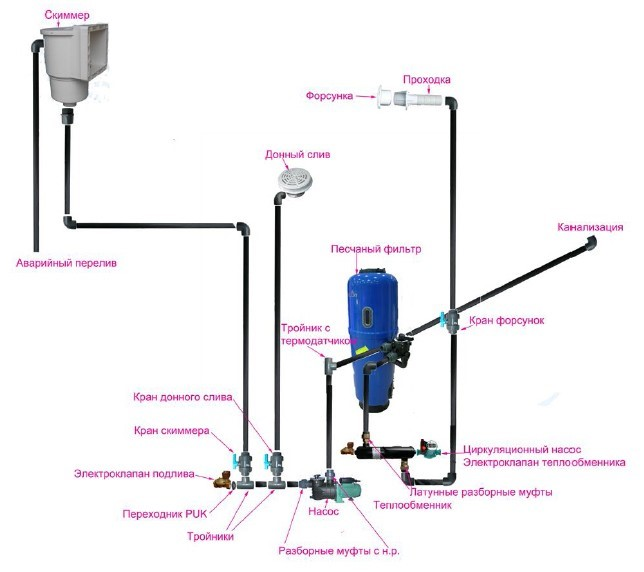 Скиммер
Проходка
Форсунка
Донный слив
Канализация
Песчаный фильтр
Аварийный перелив
Тройник с
термодатчиком
Кран форсунок
Кран донного слива
Кран скиммера
Циркуляционный насос
Электроклапан теплообменника
Электроклапан подлива
Латунные разборные муфты
Теплообменник
Переходник PUK
Насос
Тройники
Разборные муфты с н.р.